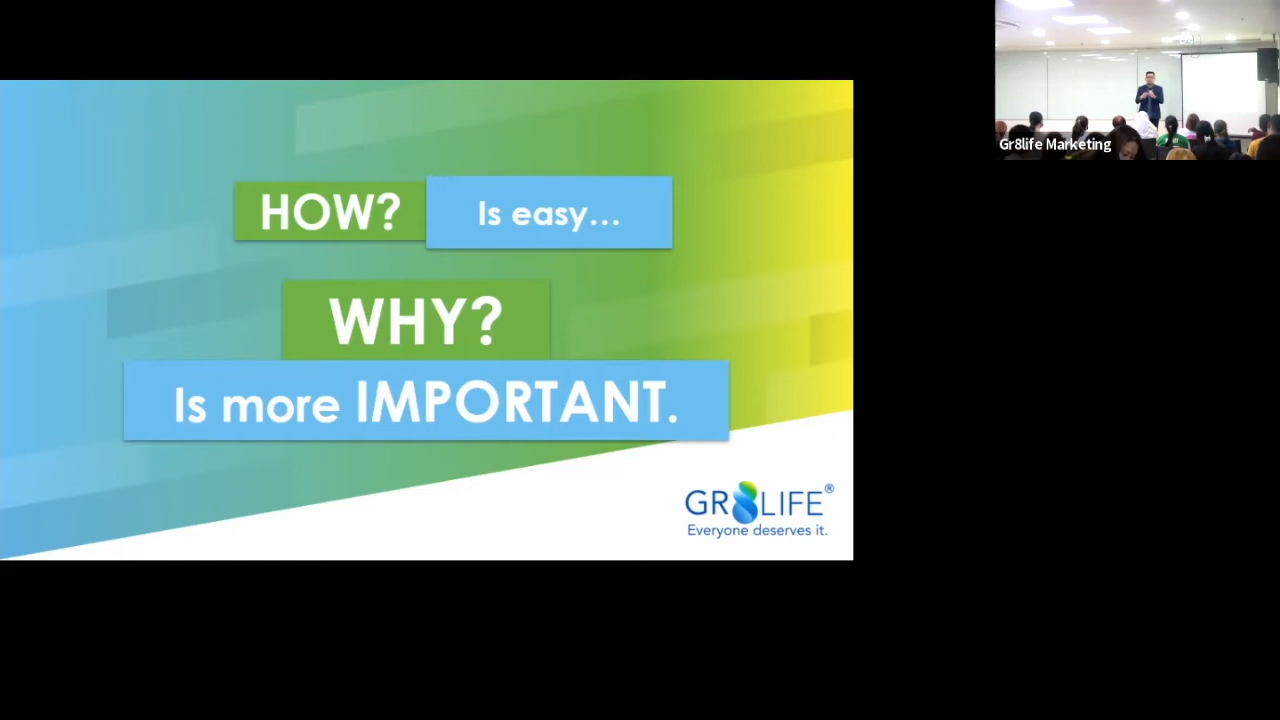 HOW? Is easy...
WHY?
Is more IMPORTANT.
GR8LIFE®
Everyone deserves it.
Gr8life Marketing